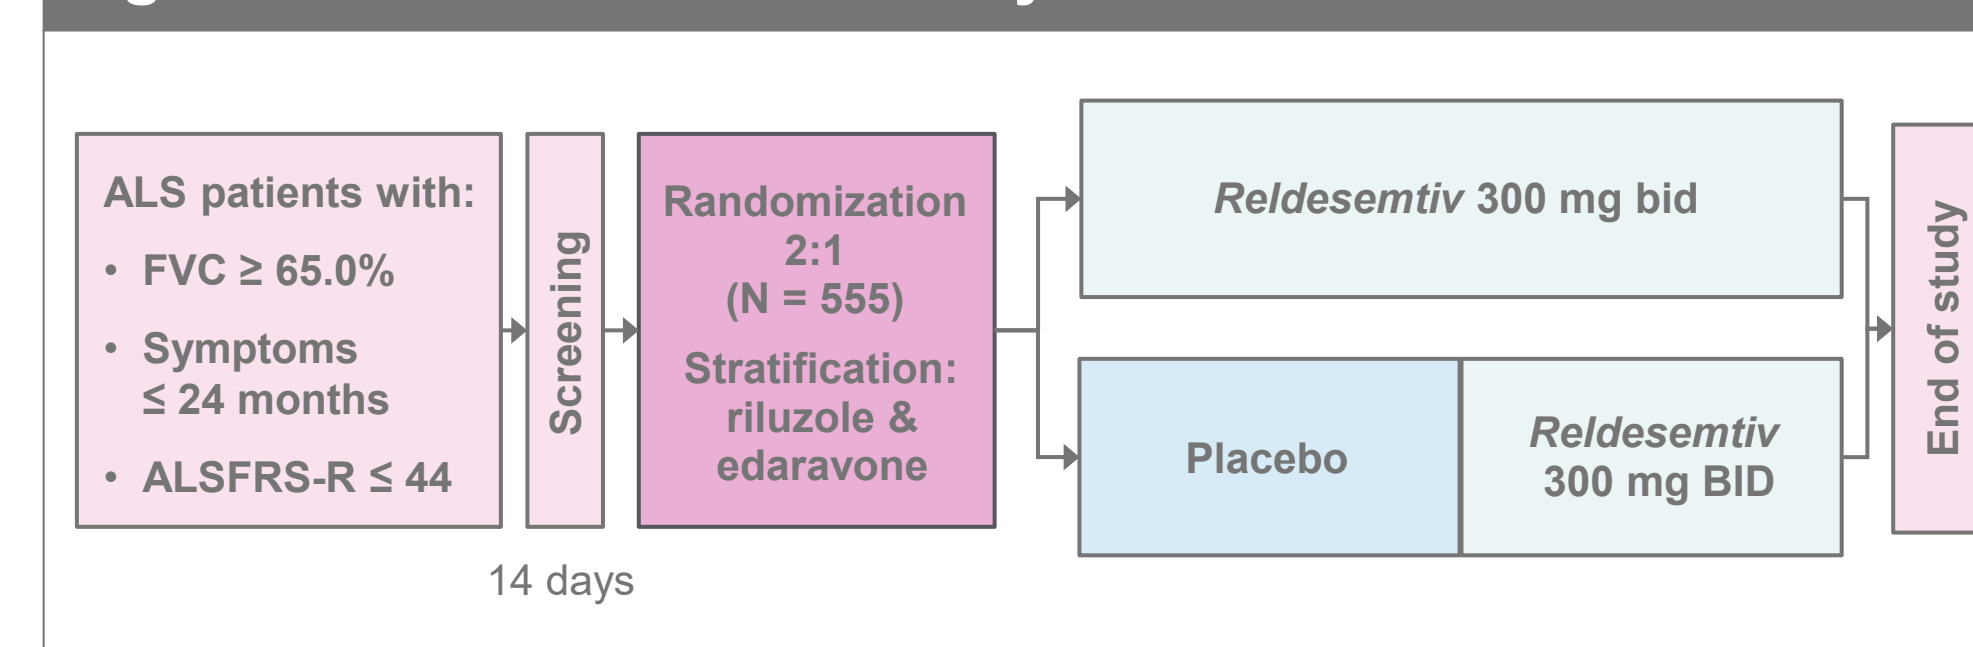 ALS patients with:
• FVC ≥ 65.0%
• Symptoms
≤ 24 months
• ALSFRS-R ≤ 44
Screening
14 days
Randomization
2:1
(N = 555)
Stratification:
riluzole &
edaravone
Reldesemtiv 300 mg bid
Placebo
Reldesemtiv
300 mg BID
End of study